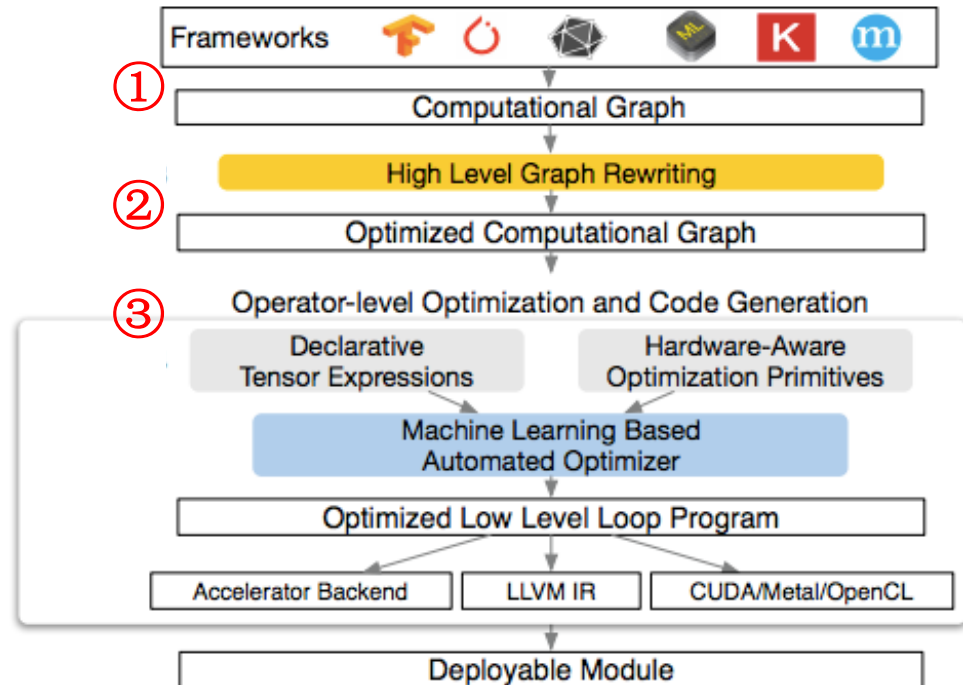 Frameworks
ML
K
m
①
Computational Graph
High Level Graph Rewriting
②
Optimized Computational Graph
③
Operator-level Optimization and Code Generation
Declarative
Tensor Expressions
Hardware-Aware
Optimization Primitives
Machine Learning Based
Automated Optimizer
Optimized Low Level Loop Program
Accelerator Backend
LLVM IR
CUDA/Metal/OpenCL
Deployable Module